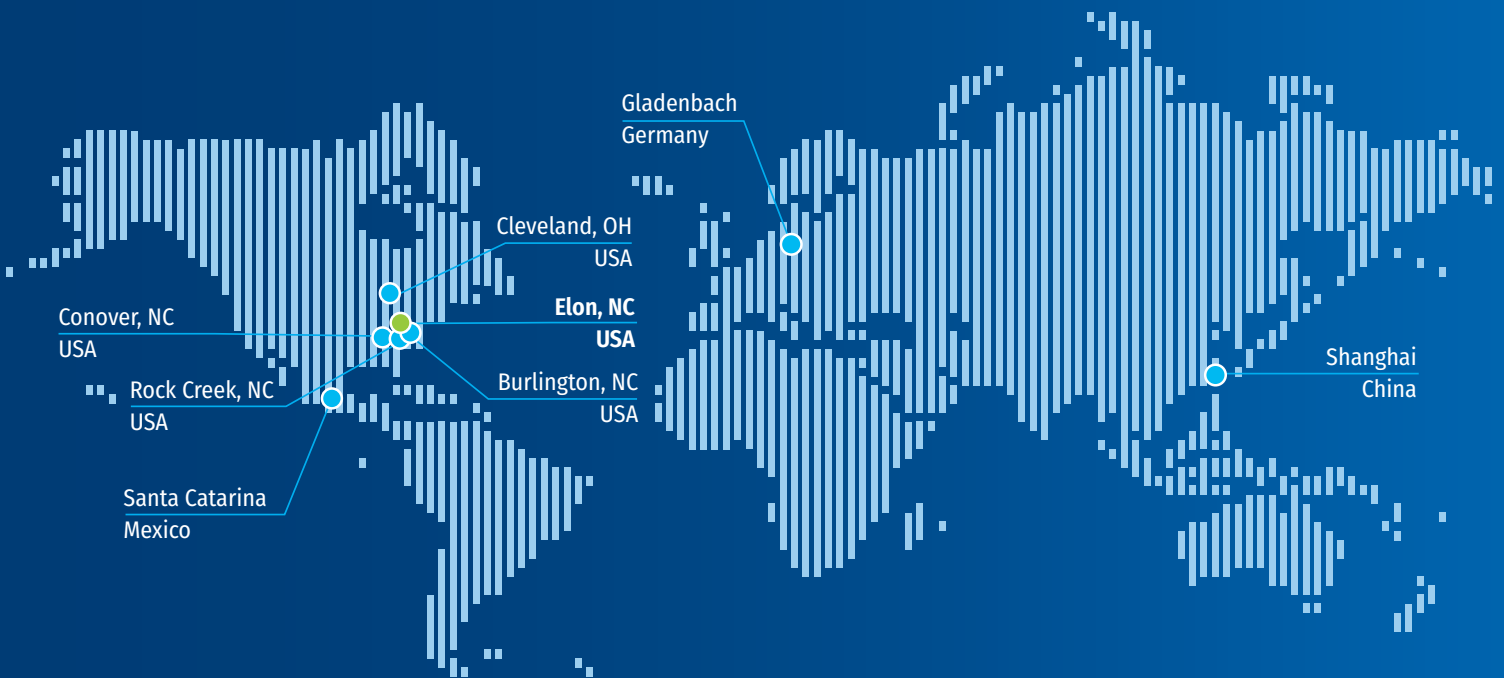 Gladenbach
Germany
Cleveland, OH
USA
Elon, NC
USA
Conover, NC
USA
Rock Creek, NC
USA
Burlington, NC
USA
Shanghai
China
Santa Catarina
Mexico